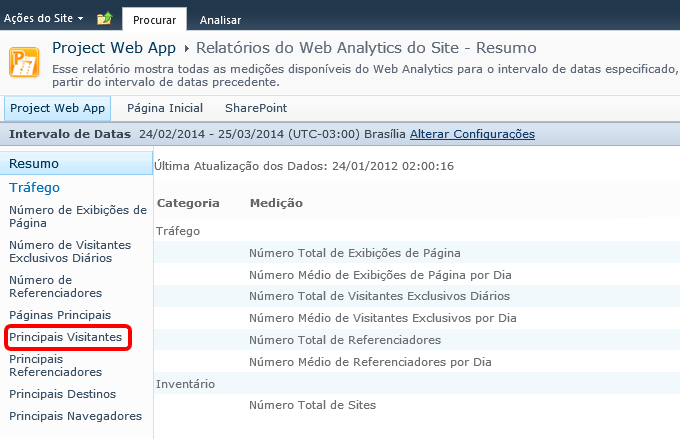 Ações do Site
Procurar
Analisar
Project Web App ▸ Relatórios do Web Analytics do Site - Resumo
Esse relatório mostra todas as medições disponíveis do Web Analytics para o intervalo de datas especificado,
partir do intervalo de datas precedente.
Project Web App
Página Inicial
SharePoint
Intervalo de Datas 24/02/2014 - 25/03/2014 (UTC-03:00) Brasília Alterar Configurações
Resumo
Tráfego
Número de Exibições de
Página
Número de Visitantes
Exclusivos Diários
Número de
Referenciadores
Páginas Principais
Principais Visitantes
Principais
Referenciadores
Principais Destinos
Principais Navegadores
Última Atualização dos Dados: 24/01/2012 02:00:16
Categoria Medição
Tráfego
Número Total de Exibições de Página
Número Médio de Exibições de Página por Dia
Número Total de Visitantes Exclusivos Diários
Número Médio de Visitantes Exclusivos por Dia
Número Total de Referenciadores
Número Médio de Referenciadores por Dia
Inventário
Número Total de Sites